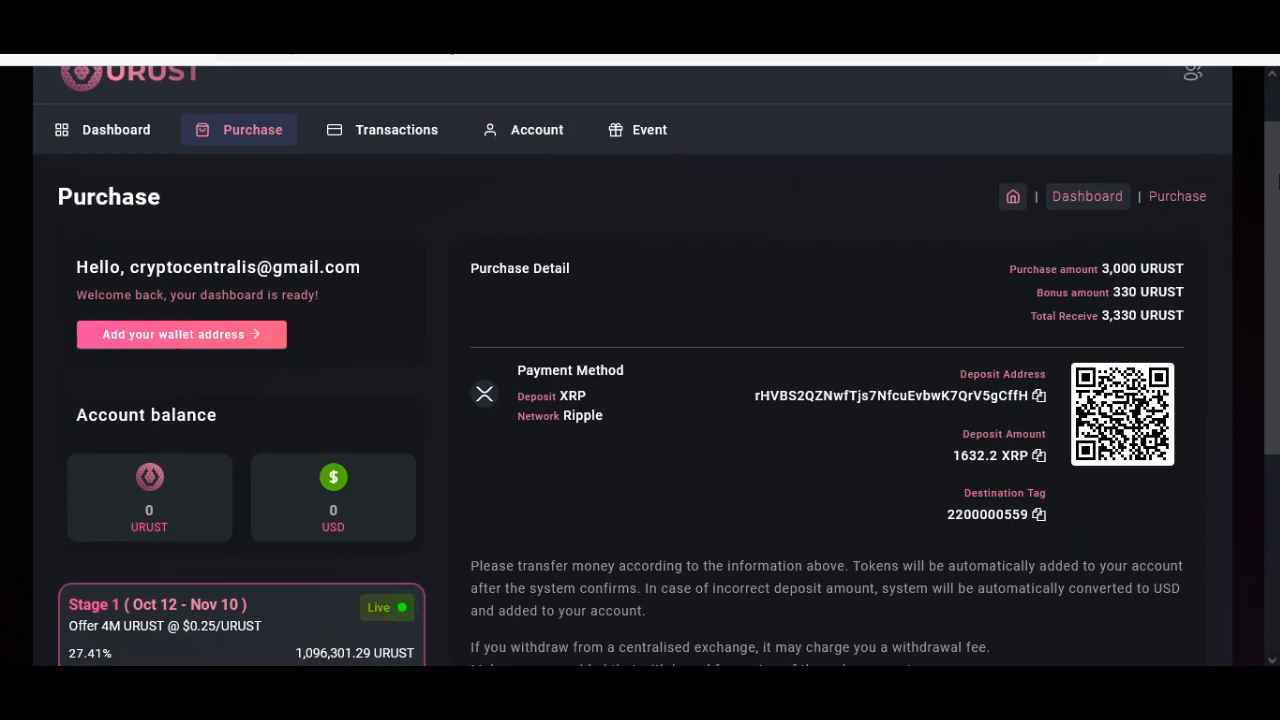 URUST
Dashboard
Purchase
Transactions
Account
Event
Purchase
| Dashboard | Purchase
Hello, cryptocentralis@gmail.com
Welcome back, your dashboard is ready!
Add your wallet address
Account balance
0
URUST
$
0
USD
Stage 1 ( Oct 12 - Nov 10 )
Live
Offer 4M URUST @ $0.25/URUST
27.41%
1,096,301.29 URUST
Purchase Detail
Purchase amount 3,000 URUST
Bonus amount 330 URUST
Total Receive 3,330 URUST
Payment Method
Deposit XRP
Network Ripple
Deposit Address
rHVBS2QZNwfTjs7NfcuEvbwK7QrV5gCffH
Deposit Amount
1632.2 XRP
Destination Tag
2200000559
Please transfer money according to the information above. Tokens will be automatically added to your account
after the system confirms. In case of incorrect deposit amount, system will be automatically converted to USD
and added to your account.
If you withdraw from a centralised exchange, it may charge you a withdrawal fee.